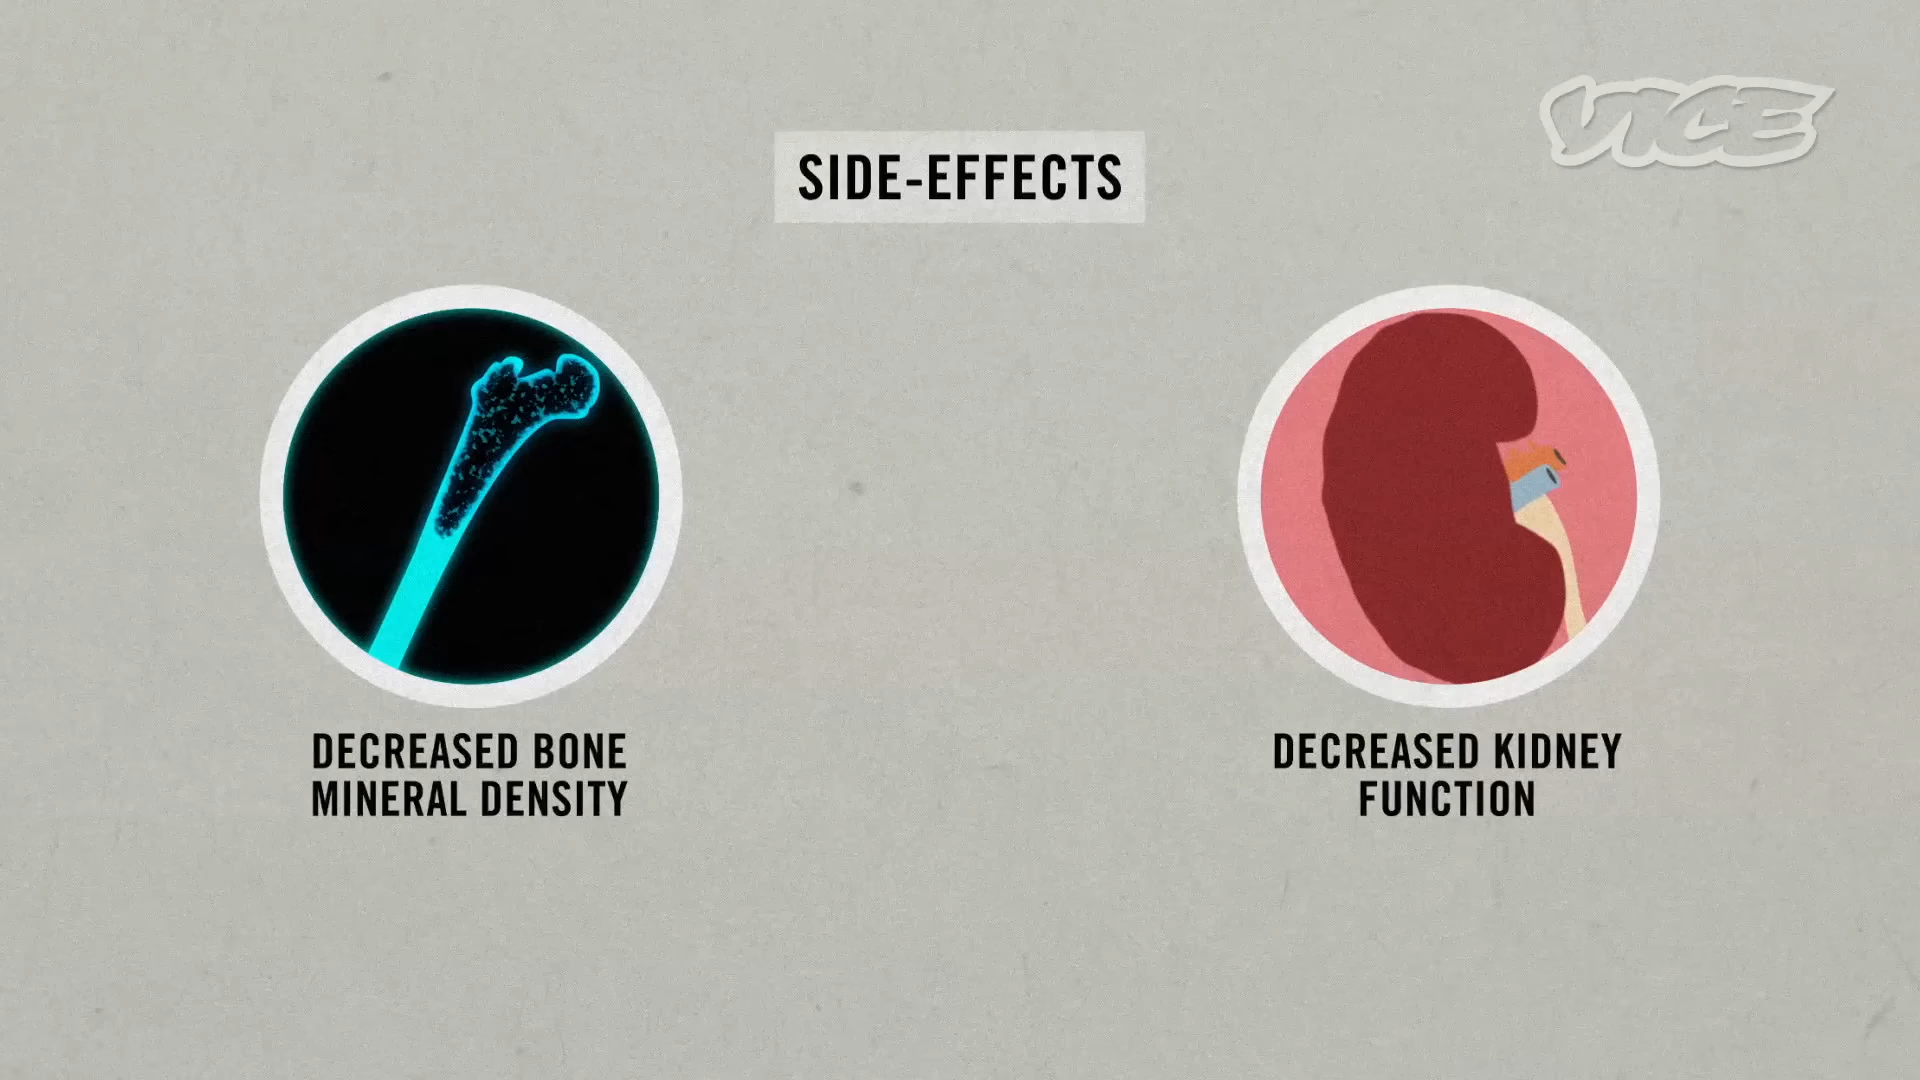 VICE
SIDE-EFFECTS
DECREASED BONE
MINERAL DENSITY
DECREASED KIDNEY
FUNCTION